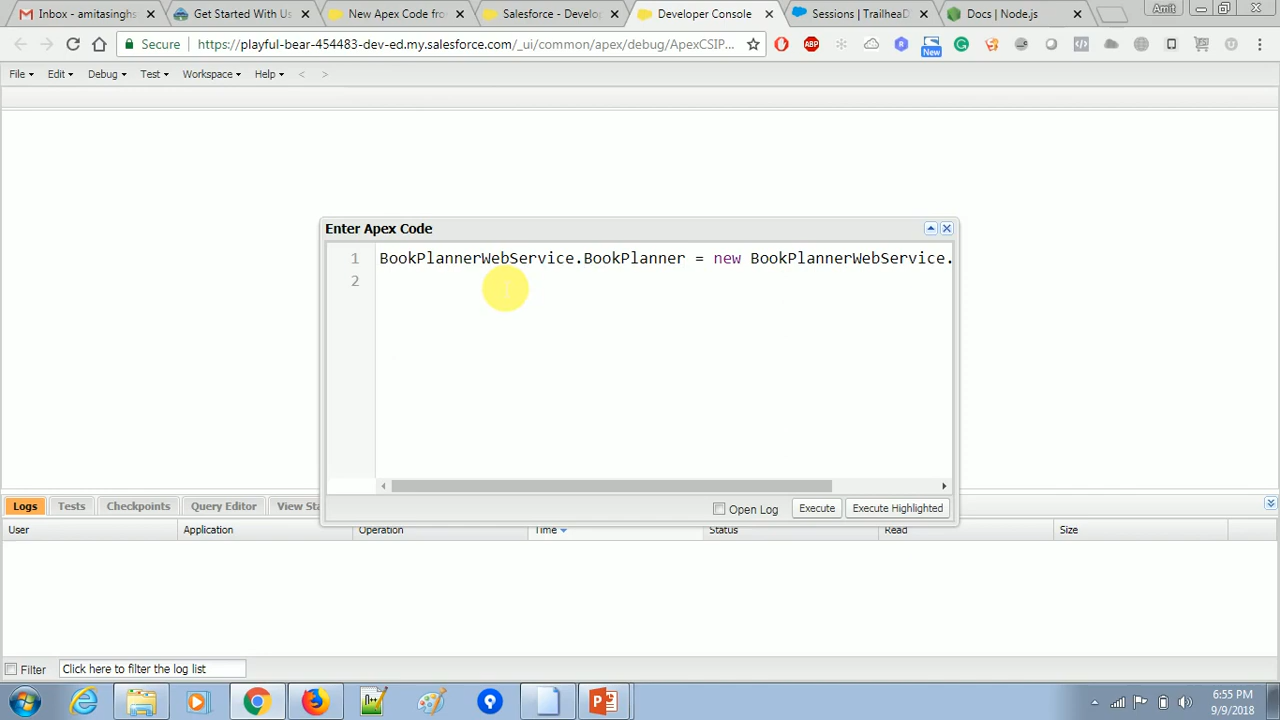 Inbox - amitasinghs
Get Started With Us
New Apex Code fro
Salesforce - Develo
Developer Console
Sessions | TrailheaD
Docs | Node.js
Amit
Secure
https://playful-bear-454483-dev-ed.my.salesforce.com/_ui/common/apex/debug/ApexCSIP...
ABP
R
New
File
Edit
Debug
Test
Workspace
Help
<
>
Enter Apex Code
1
BookPlannerWebService.BookPlanner = new BookPlannerWebService.
2
Open Log
Execute
Execute Highlighted
Logs
Tests
Checkpoints
Query Editor
View Sta
User
Application
Operation
Time
Status
Read
Size
Filter
Click here to filter the log list
6:55 PM
9/9/2018